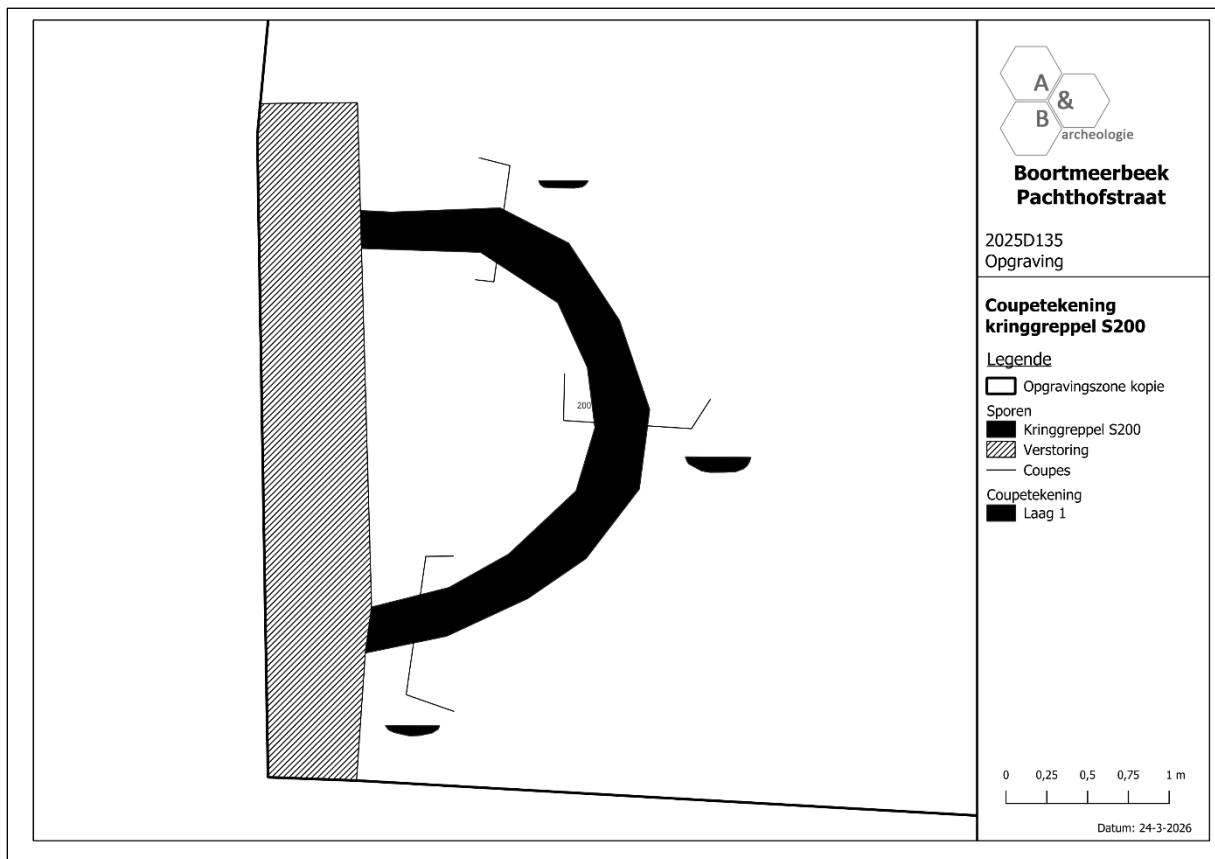 A
&
B
archeologie
Boortmeerbeek
Pachthofstraat
2025D135
Opgraving
Coupetekening
kringgreppel S200
Legende
Opgravingszone kopie
Sporen
Kringgreppel S200
Verstoring
Coupes
Coupetekening
Laag 1
200
0 0,25 0,5 0,75 1 m
Datum: 24-3-2026